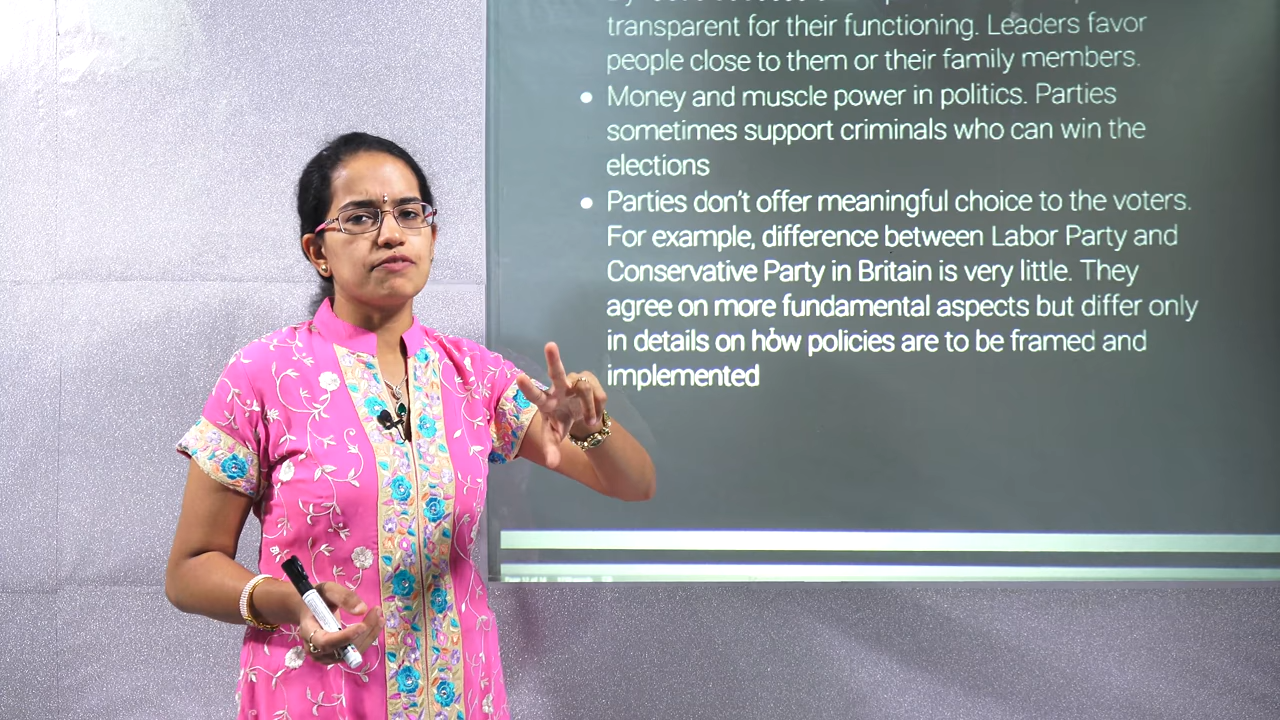 transparent for their functioning. Leaders favor
people close to them or their family members.
• Money and muscle power in politics. Parties
sometimes support criminals who can win the
elections
• Parties don't offer meaningful choice to the voters.
For example, difference between Labor Party and
Conservative Party in Britain is very little. They
agree on more fundamental aspects but differ only
in details on how policies are to be framed and
implemented